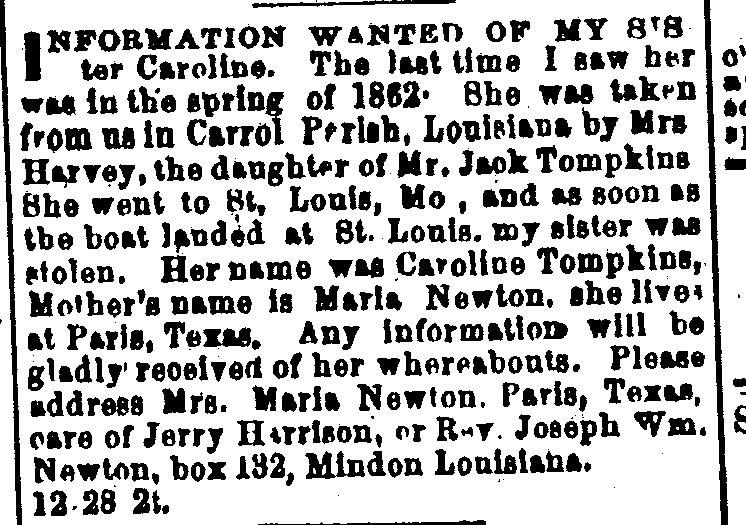 INFORMATION WANTED OF MY SIS
ter Caroline. The last time I saw her
was in the spring of 1862. She was taken
from us in Carrol Perish, Louisiana by Mrs
Harvey, the daughter of Mr. Jack Tompkins
She went to St, Louis, Mo , and as soon as
the boat landed at St. Louis. my sister was
stolen. Her name was Caroline Tompkins,
Mother's name is Maria Newton. she lives
at Paris, Texas. Any information will be
gladly received of her whereabouts. Please
address Mrs. Maria Newton. Paris, Texas,
care of Jerry Harrison, or Rev. Joseph Wm.
Newton, box 132, Mindon Louisiana.
12-28 2t.